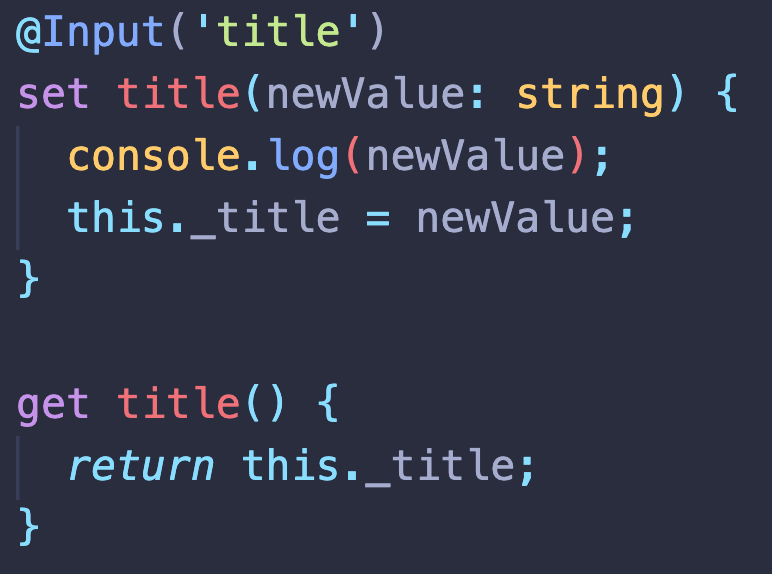 @Input('title')
set title(newValue: string) {
  console.log(newValue);
  this._title = newValue;
}

get title() {
  return this._title;
}